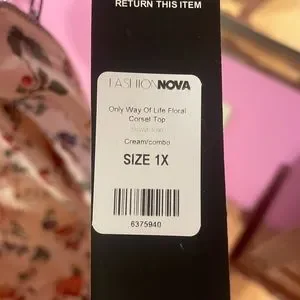 RETURN THIS ITEM
FASHIONNOVA
Only Way Of Life Floral
Corset Top
Cream/combo
SIZE 1X
6375940